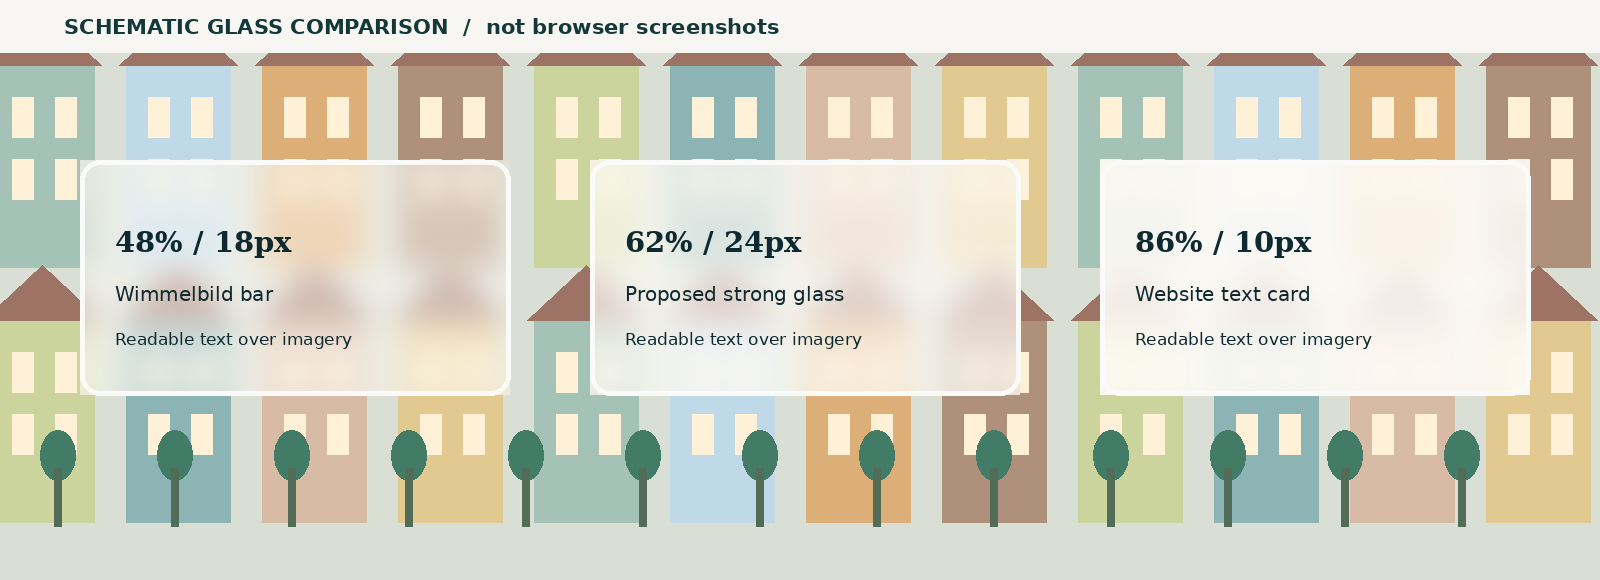 SCHEMATIC GLASS COMPARISON / not browser screenshots
48% / 18px
Wimmelbild bar
Readable text over imagery
62% / 24px
Proposed strong glass
Readable text over imagery
86% / 10px
Website text card
Readable text over imagery